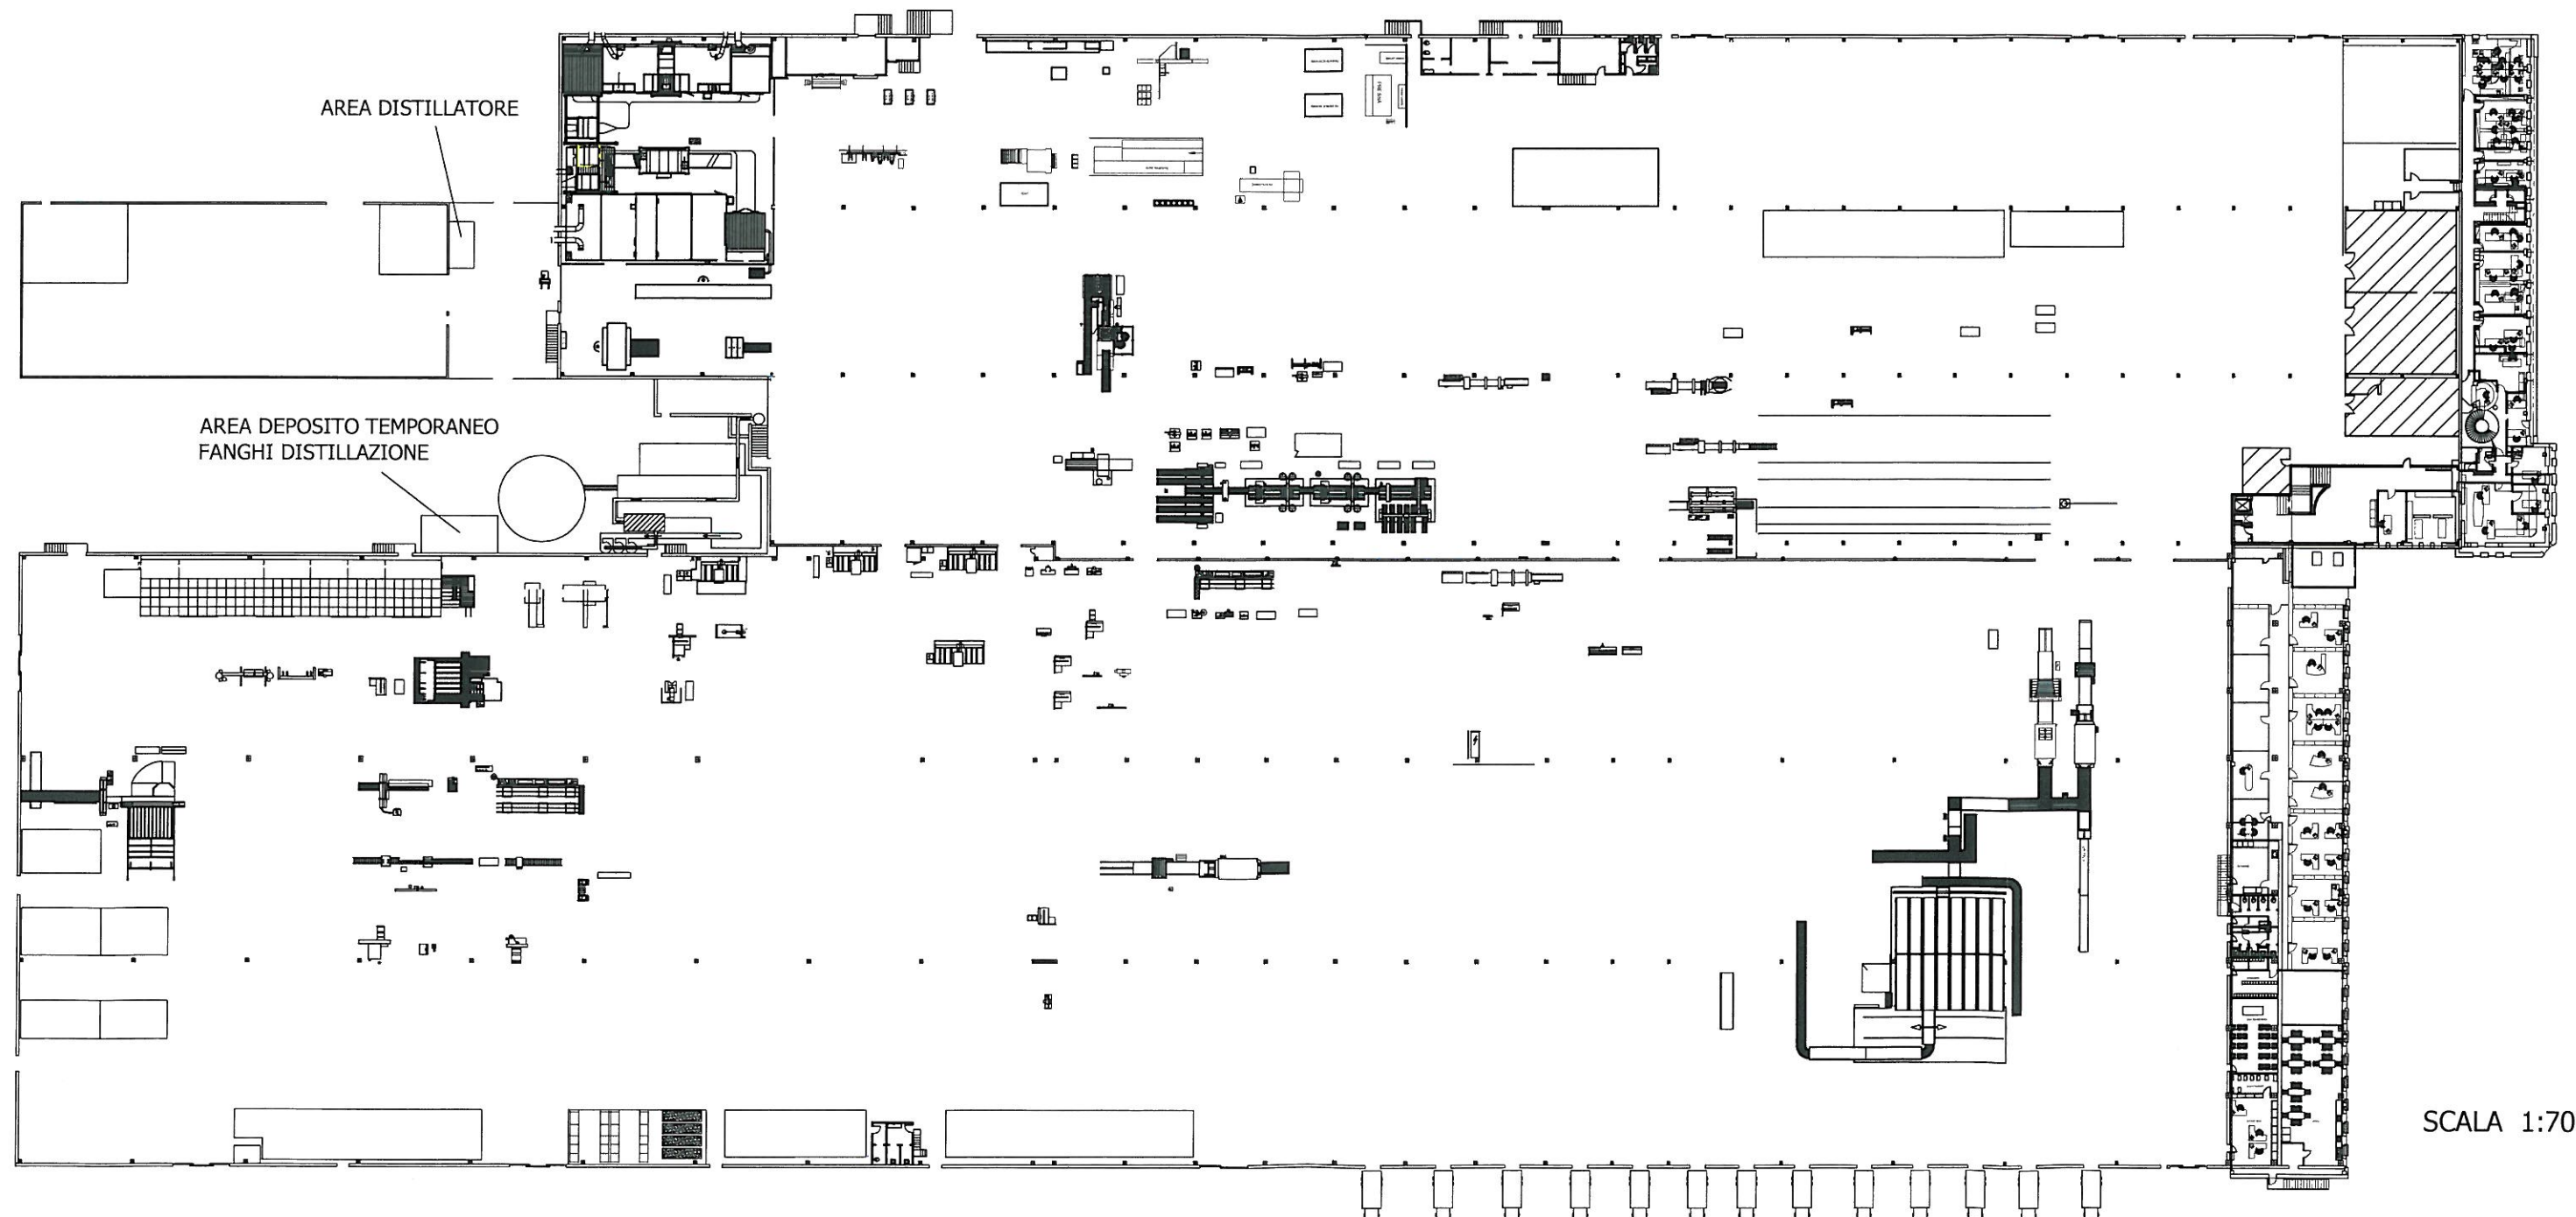 AREA DISTILLATORE
AREA DEPOSITO TEMPORANEO
FANGHI DISTILLAZIONE
SCALA 1:70